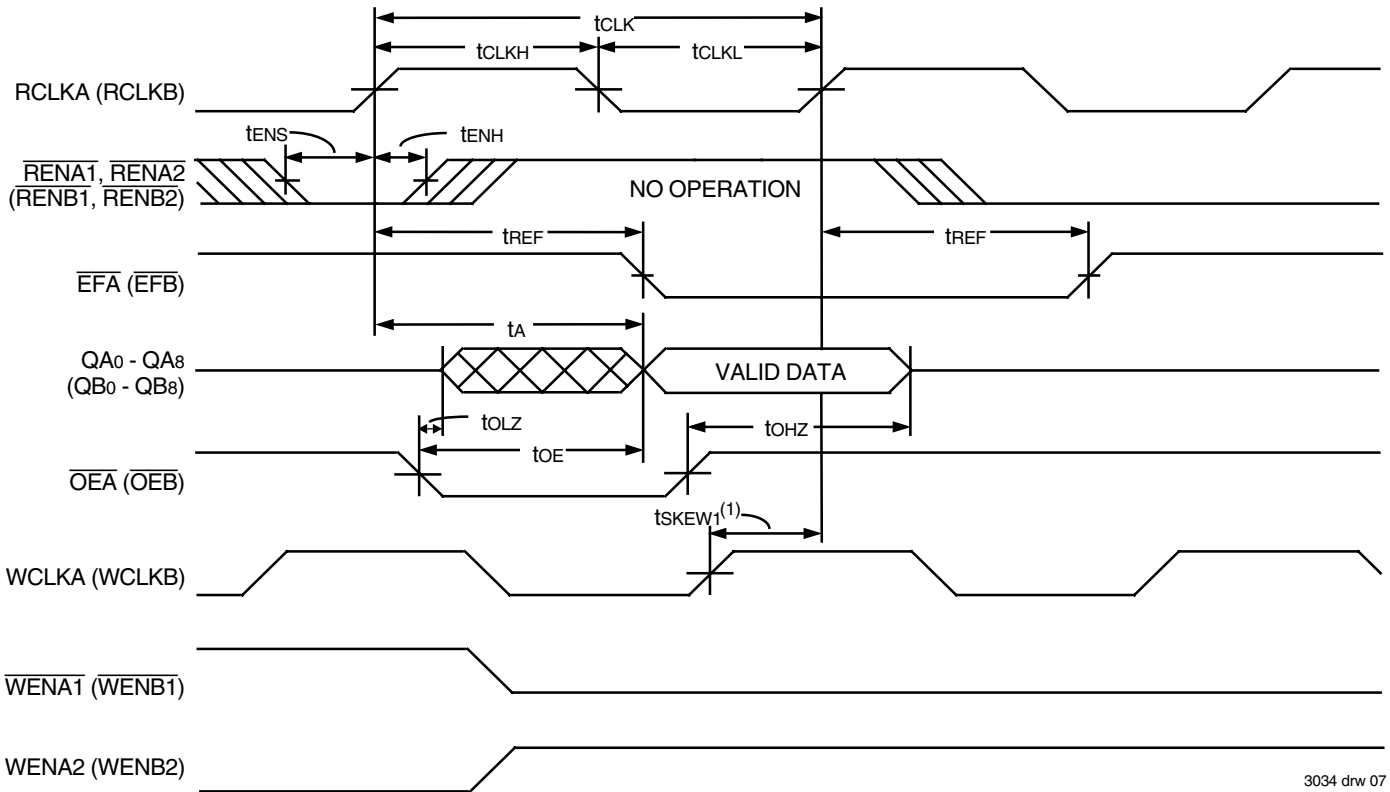 tCLK
tCLKH
tCLKL
RCLKA (RCLKB)
tENS
tENH
RENA1, RENA2
(RENB1, RENB2)
NO OPERATION
tREF
tREF
EFA (EFB)
tA
QA0 - QA8
(QB0 - QB8)
VALID DATA
tOLZ
tOHZ
tOE
OEA (OEB)
tSKEW1(1)
WCLKA (WCLKB)
WENA1 (WENB1)
WENA2 (WENB2)
3034 drw 07